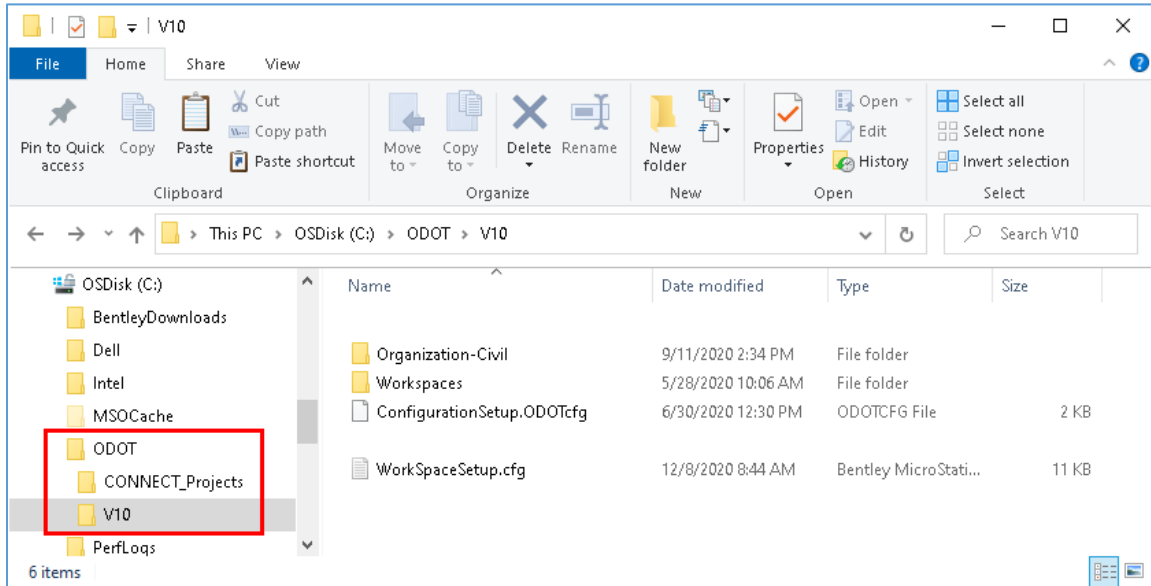 V10
File Home Share View
Pin to Quick access
Copy
Paste
Cut
Copy path
Paste shortcut
Clipboard
Move to
Copy to
Delete
Rename
Organize
New folder
New
Properties
Open
Edit
History
Open
Select all
Select none
Invert selection
Select
This PC > OSDisk (C:) > ODOT > V10
Search V10
OSDisk (C:)
BentleyDownloads
Dell
Intel
MSOCache
ODOT
CONNECT_Projects
V10
PerfLogs
Name Date modified Type Size
Organization-Civil 9/11/2020 2:34 PM File folder
Workspaces 5/28/2020 10:06 AM File folder
ConfigurationSetup.ODOTcfg 6/30/2020 12:30 PM ODOTCFG File 2 KB
WorkSpaceSetup.cfg 12/8/2020 8:44 AM Bentley MicroStati... 11 KB
6 items